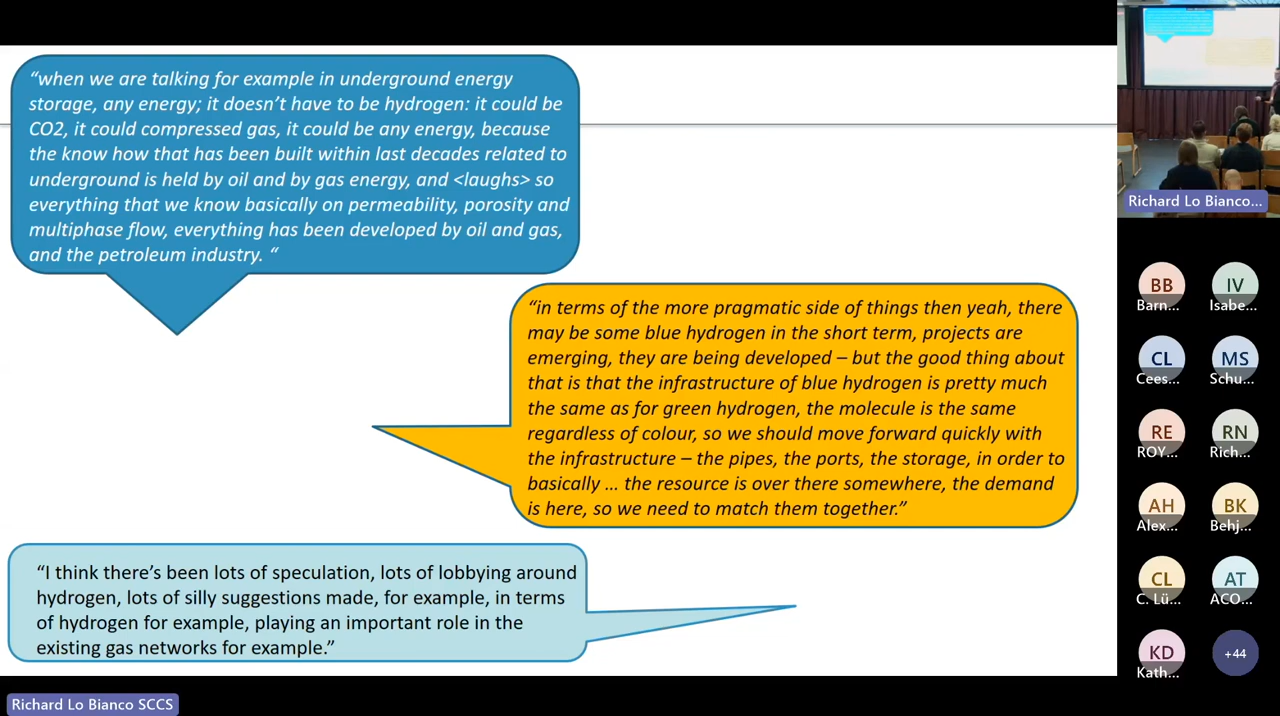 “when we are talking for example in underground energy
storage, any energy; it doesn’t have to be hydrogen: it could be
CO2, it could compressed gas, it could be any energy, because
the know how that has been built within last decades related to
underground is held by oil and by gas energy, and <laughs> so
everything that we know basically on permeability, porosity and
multiphase flow, everything has been developed by oil and gas,
and the petroleum industry. “
“in terms of the more pragmatic side of things then yeah, there
may be some blue hydrogen in the short term, projects are
emerging, they are being developed – but the good thing about
that is that the infrastructure of blue hydrogen is pretty much
the same as for green hydrogen, the molecule is the same
regardless of colour, so we should move forward quickly with
the infrastructure – the pipes, the ports, the storage, in order to
basically … the resource is over there somewhere, the demand
is here, so we need to match them together.”
“I think there’s been lots of speculation, lots of lobbying around
hydrogen, lots of silly suggestions made, for example, in terms
of hydrogen for example, playing an important role in the
existing gas networks for example.”
Richard Lo Bianco SCCS
Richard Lo Bianco...
BB
Barn...
IV
Isabe...
CL
Cees...
MS
Schu...
RE
ROY...
RN
Rich...
AH
Alex...
BK
Behj...
CL
C. Lü...
AT
ACO...
KD
Kath...
+44